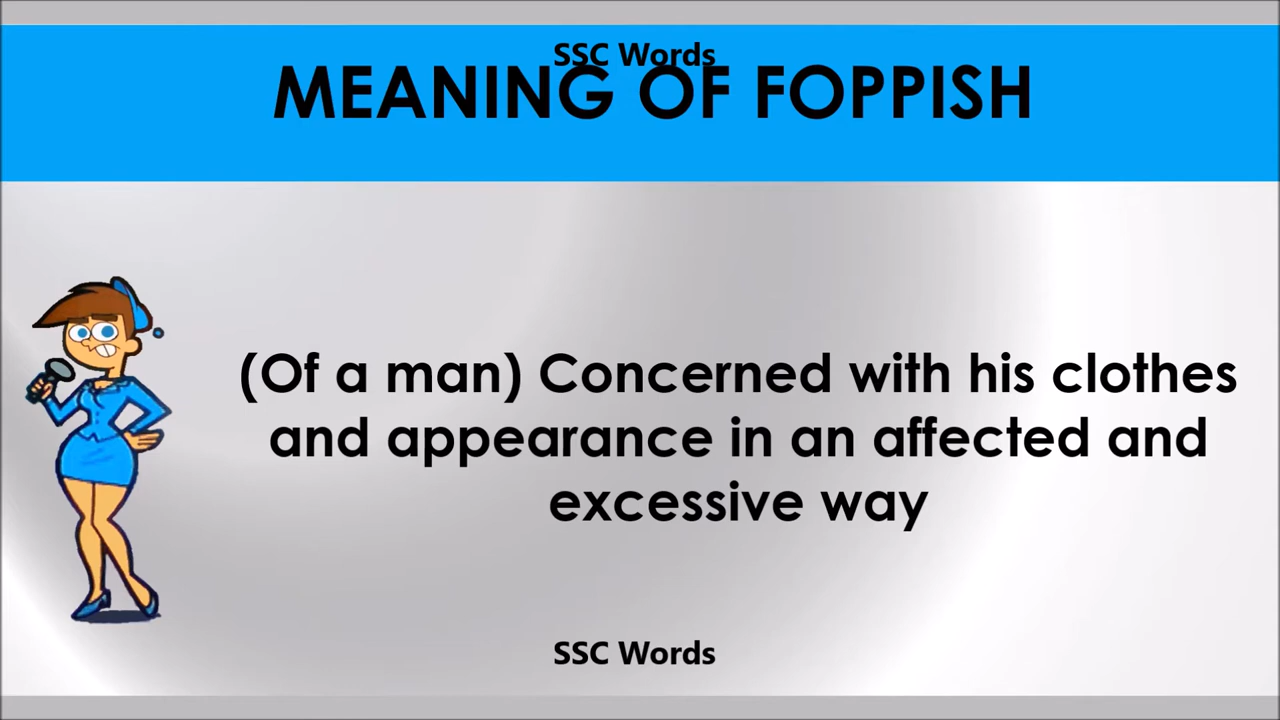 SSC Words
MEANING OF FOPPISH
(Of a man) Concerned with his clothes
and appearance in an affected and
excessive way
SSC Words